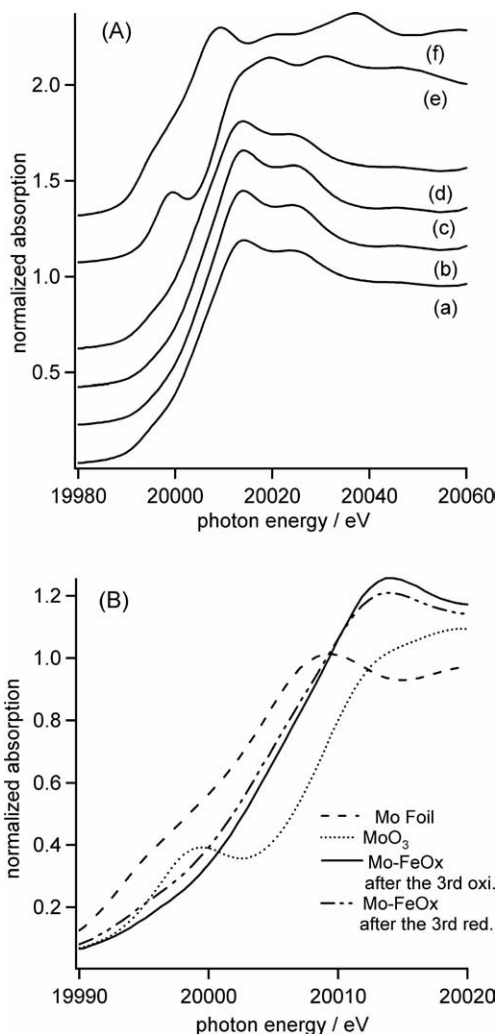 (A)
(f)
(e)
(d)
(c)
(b)
(a)
2.0
1.5
1.0
0.5
normalized absorption
19980 20000 20020 20040 20060
photon energy / eV
(B)
1.2
1.0
0.8
0.6
0.4
0.2
normalized absorption
Mo Foil
MoO₃
Mo-FeOx
after the 3rd oxi.
Mo-FeOx
after the 3rd red.
19990 20000 20010 20020
photon energy / eV